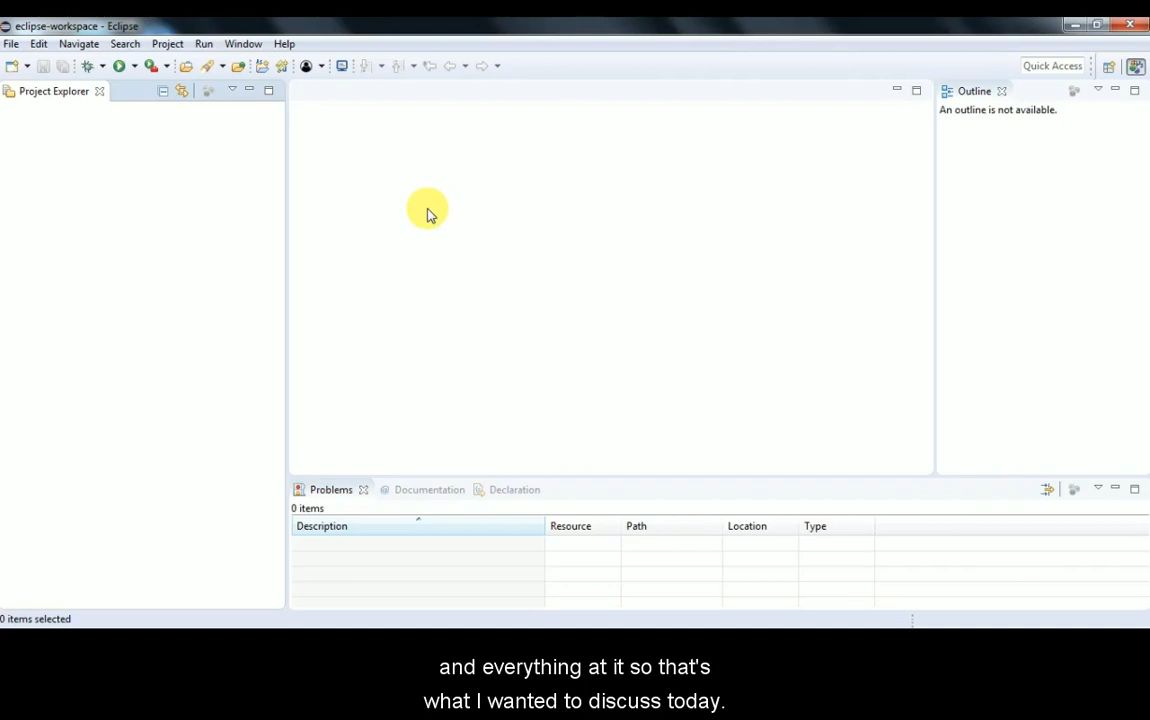 eclipse-workspace - Eclipse
File Edit Navigate Search Project Run Window Help
Quick Access
Project Explorer
Outline
An outline is not available.
Problems Documentation Declaration
0 items
Description Resource Path Location Type
0 items selected
and everything at it so that's
what I wanted to discuss today.